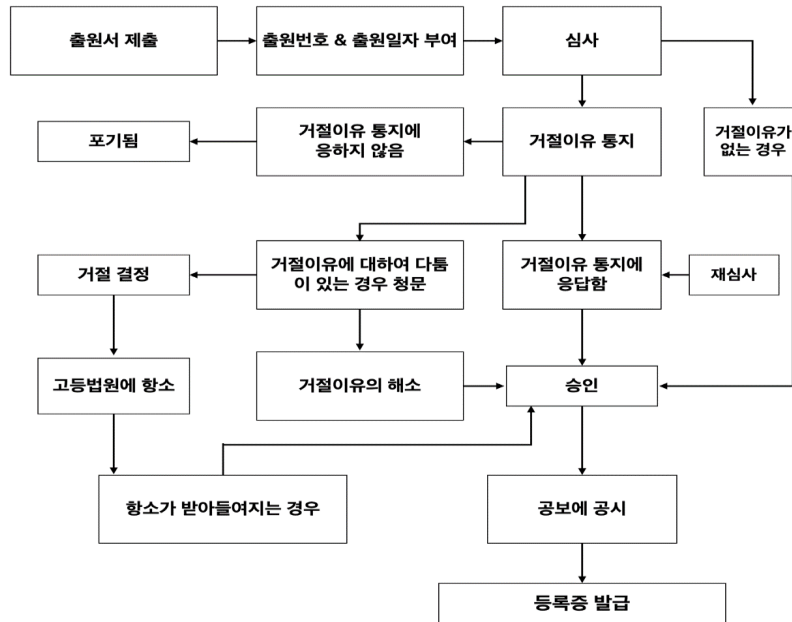 출원서 제출
출원번호 & 출원일자 부여
심사
포기됨
거절이유 통지에
응하지 않음
거절이유 통지
거절이유가
없는 경우
거절 결정
거절이유에 대하여 다툼
이 있는 경우 청문
거절이유 통지에
응답함
재심사
고등법원에 항소
거절이유의 해소
승인
항소가 받아들여지는 경우
공보에 공시
등록증 발급